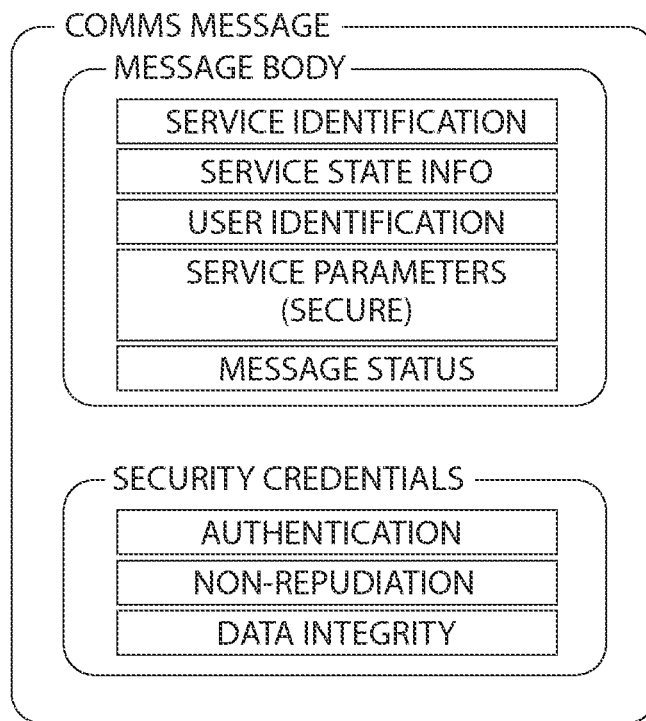 COMMS MESSAGE
MESSAGE BODY
SERVICE IDENTIFICATION
SERVICE STATE INFO
USER IDENTIFICATION
SERVICE PARAMETERS
(SECURE)
MESSAGE STATUS
SECURITY CREDENTIALS
AUTHENTICATION
NON-REPUDIATION
DATA INTEGRITY